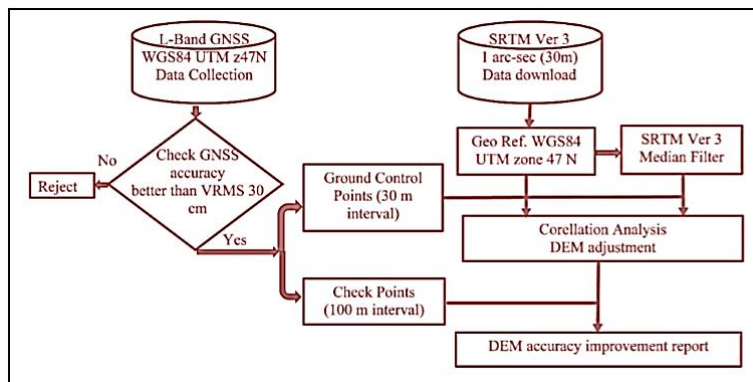 L-Band GNSS
WGS84 UTM z47N
Data Collection
SRTM Ver 3
1 arc-sec (30m)
Data download
No
Check GNSS
accuracy
better than VRMS 30
cm
Reject
Yes
Geo Ref. WGS84
UTM zone 47 N
SRTM Ver 3
Median Filter
Ground Control
Points (30 m
interval)
Corellation Analysis
DEM adjustment
Check Points
(100 m interval)
DEM accuracy improvement report